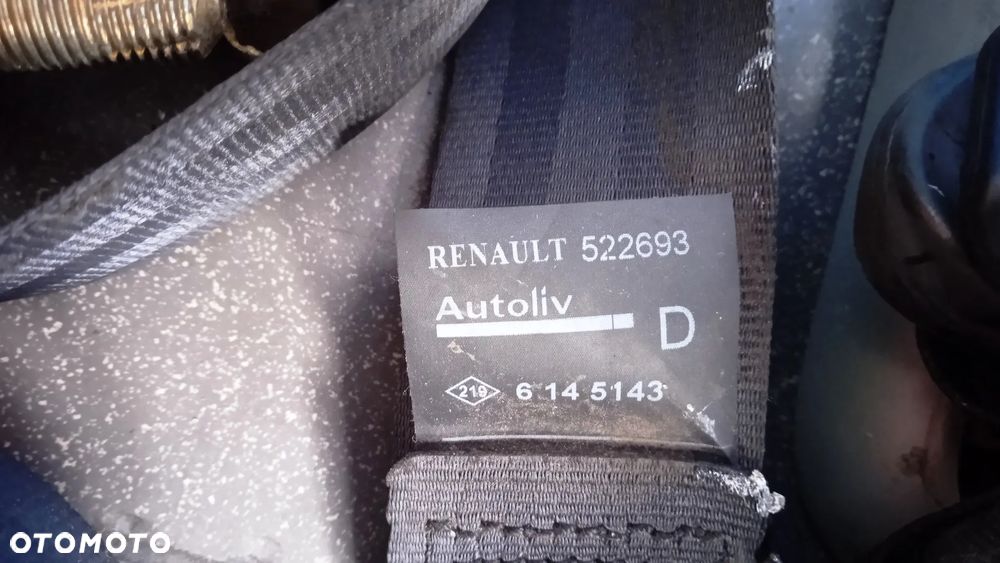 RENAULT 522693
Autoliv
D
219 6 14 5143
OTOMOTO